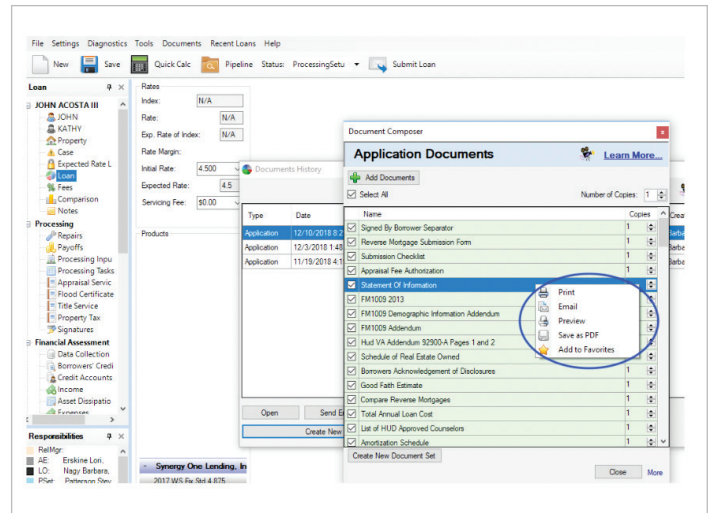 File Settings Diagnostics Tools Documents Recent Loans Help
New Save Quick Calc Pipeline Status: ProcessingSetu Submit Loan
Loan
JOHN ACOSTA III
JOHN
KATHY
Property
Case
Expected Rate L
Loan
Fees
Comparison
Notes
Processing
Repairs
Payoffs
Processing Inpu
Processing Tasks
Appraisal Servic
Flood Certificate
Title Service
Property Tax
Signatures
Financial Assessment
Data Collection
Borrowers' Credi
Credit Accounts
Income
Asset Dissipatio
Expenses
Responsibilities
RelMgr:
AE: Erskine Lori,
LO: Nagy Barbara,
PSet: Patterson Stev
Rates
Index: N/A
Rate: N/A
Exp. Rate of Index: N/A
Rate Margin:
Initial Rate: 4.500
Expected Rate: 4.5
Servicing Fee: $0.00
Products
Synergy One Lending, In
2017 WS Fix Std 4.875
Documents History
Type Date
Application 12/10/2018 8:2
Application 12/3/2018 1:48
Application 11/19/2018 4:1
Open Send E
Create New
Document Composer
Application Documents Learn More...
Add Documents
Select All Number of Copies: 1
Name Copies
Signed By Borrower Separator 1
Reverse Mortgage Submission Form 1
Submission Checklist 1
Appraisal Fee Authorization 1
Statement Of Information
FM1009 2013
FM1009 Demographic Information Addendum
FM1009 Addendum
Hud VA Addendum 92900-A Pages 1 and 2
Schedule of Real Estate Owned
Borrowers Acknowledgement of Disclosures 1
Good Faith Estimate 1
Compare Reverse Mortgages 1
Total Annual Loan Cost 1
List of HUD Approved Counselors 1
Amortization Schedule 1
Print
Email
Preview
Save as PDF
Add to Favorites
Create New Document Set
Close More